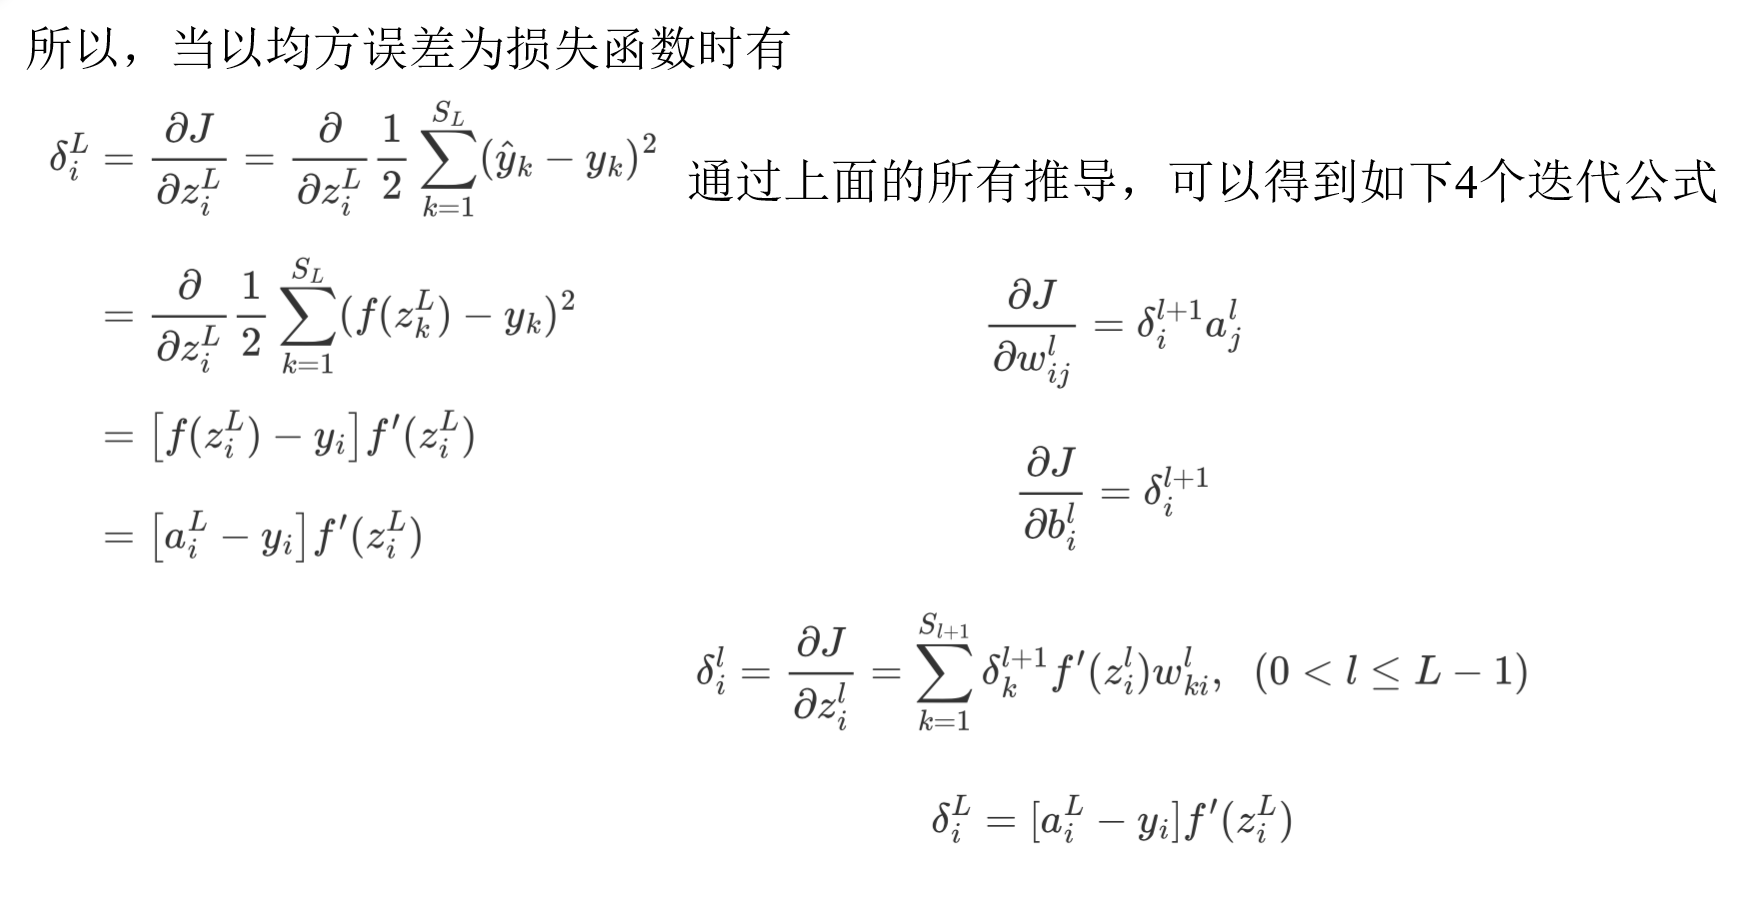 所以，当以均方误差为损失函数时有
$\delta_i^L = \frac{\partial J}{\partial z_i^L} = \frac{\partial}{\partial z_i^L} \frac{1}{2} \sum_{k=1}^{S_L} (\hat{y}_k - y_k)^2$
$= \frac{\partial}{\partial z_i^L} \frac{1}{2} \sum_{k=1}^{S_L} (f(z_k^L) - y_k)^2$
$= [f(z_i^L) - y_i] f'(z_i^L)$
$= [a_i^L - y_i] f'(z_i^L)$
通过上面的所有推导，可以得到如下4个迭代公式
$\frac{\partial J}{\partial w_{ij}^l} = \delta_i^{l+1} a_j^l$
$\frac{\partial J}{\partial b_i^l} = \delta_i^{l+1}$
$\delta_i^l = \frac{\partial J}{\partial z_i^l} = \sum_{k=1}^{S_{l+1}} \delta_k^{l+1} f'(z_i^l) w_{ki}^l, \ (0 < l \leq L - 1)$
$\delta_i^L = [a_i^L - y_i] f'(z_i^L)$